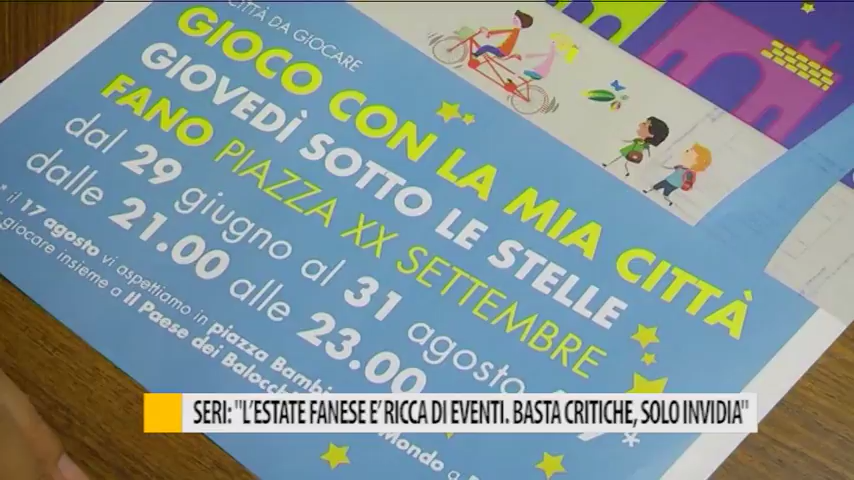 CITTÀ DA GIOCARE
GIOCO CON LA MIA CITTÀ
GIOVEDÌ SOTTO LE STELLE
FANO PIAZZA XX SETTEMBRE
dal 29 giugno al 31 agosto
dalle 21.00 alle 23.00
* il 17 agosto vi aspettiamo in piazza
giocare insieme a Il Paese dei Balocchi
Mondo a
SERI: "L'ESTATE FANESE E' RICCA DI EVENTI. BASTA CRITICHE, SOLO INVIDIA"